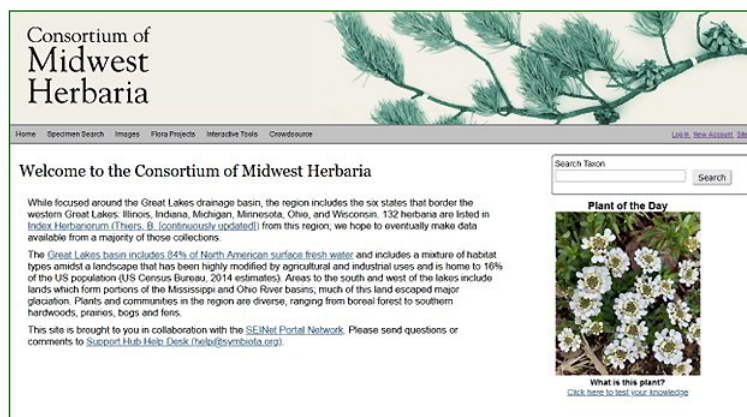 Consortium of
Midwest
Herbaria
Home Specimen Search Images Flora Projects Interactive Tools Crowdsource
Log In New Account
Welcome to the Consortium of Midwest Herbaria
While focused around the Great Lakes drainage basin, the region includes the six states that border the
western Great Lakes: Illinois, Indiana, Michigan, Minnesota, Ohio, and Wisconsin. 132 herbaria are listed in
Index Herbariorum (Thiers, B. [continuously updated]) from this region; we hope to eventually make data
available from a majority of those collections.
The Great Lakes basin includes 84% of North American surface fresh water and includes a mixture of habitat
types amidst a landscape that has been highly modified by agricultural and industrial uses and is home to 16%
of the US population (US Census Bureau, 2014 estimates). Areas to the south and west of the lakes include
lands which form portions of the Mississippi and Ohio River basins; much of this land escaped major
glaciation. Plants and communities in the region are diverse, ranging from boreal forest to southern
hardwoods, prairies, bogs and fens.
This site is brought to you in collaboration with the SEINet Portal Network. Please send questions or
comments to Support Hub Help Desk (help@symbiota.org).
Search Taxon
Search
Plant of the Day
What is this plant?
Click here to test your knowledge